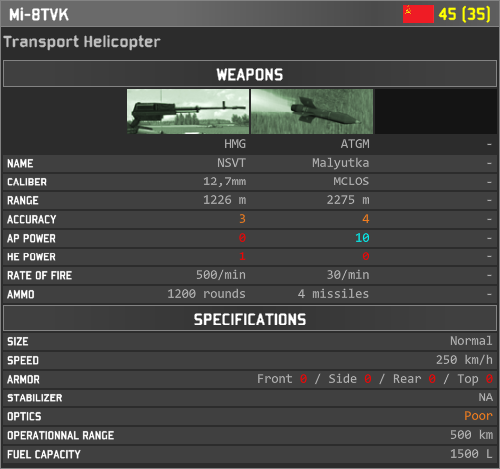 Mi-8TVK 45 (35)
Transport Helicopter
WEAPONS
HMG ATGM -
NAME NSVT Malyutka -
CALIBER 12,7mm MCLOS -
RANGE 1226 m 2275 m -
ACCURACY 3 4 -
AP POWER 0 10 -
HE POWER 1 0 -
RATE OF FIRE 500/min 30/min -
AMMO 1200 rounds 4 missiles -
SPECIFICATIONS
SIZE Normal
SPEED 250 km/h
ARMOR Front 0 / Side 0 / Rear 0 / Top 0
STABILIZER NA
OPTICS Poor
OPERATIONNAL RANGE 500 km
FUEL CAPACITY 1500 L